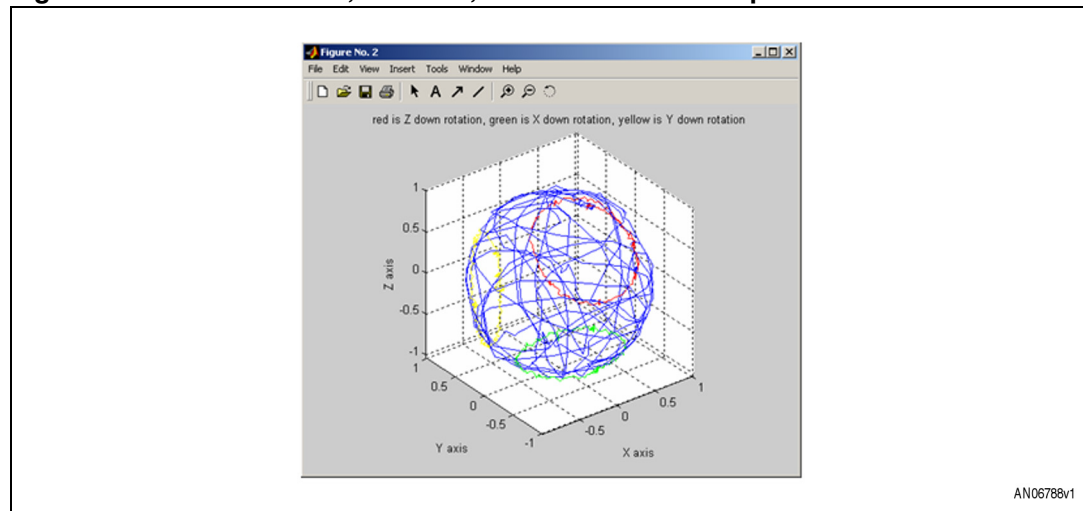 Figure No. 2
File Edit View Insert Tools Window Help
A
red is Z down rotation, green is X down rotation, yellow is Y down rotation
1
0.5
0
-0.5
-1
Z axis
1
0.5
0
-0.5
-1
Y axis
-0.5
0
0.5
1
X axis
AN06788v1